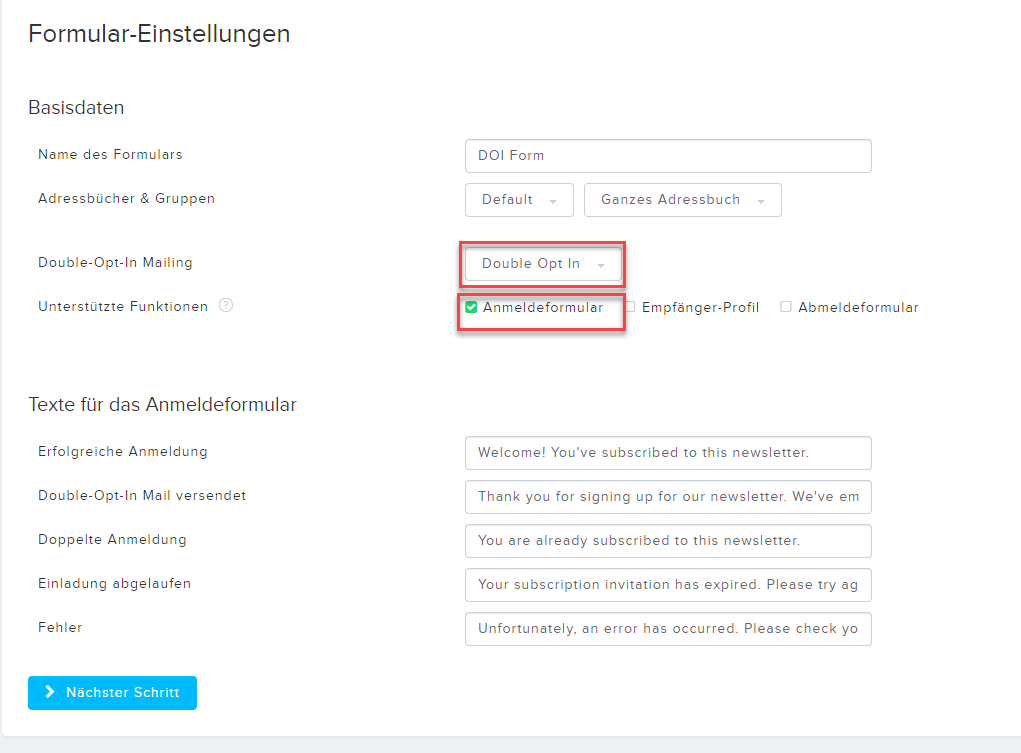 Formular-Einstellungen
Basisdaten
Name des Formulars DOI Form
Adressbücher & Gruppen Default Ganzes Adressbuch
Double-Opt-In Mailing Double Opt In
Unterstützte Funktionen ? Anmeldeformular Empfänger-Profil Abmeldeformular
Texte für das Anmeldeformular
Erfolgreiche Anmeldung Welcome! You've subscribed to this newsletter.
Double-Opt-In Mail versendet Thank you for signing up for our newsletter. We've em
Doppelte Anmeldung You are already subscribed to this newsletter.
Einladung abgelaufen Your subscription invitation has expired. Please try ag
Fehler Unfortunately, an error has occurred. Please check yo
Nächster Schritt